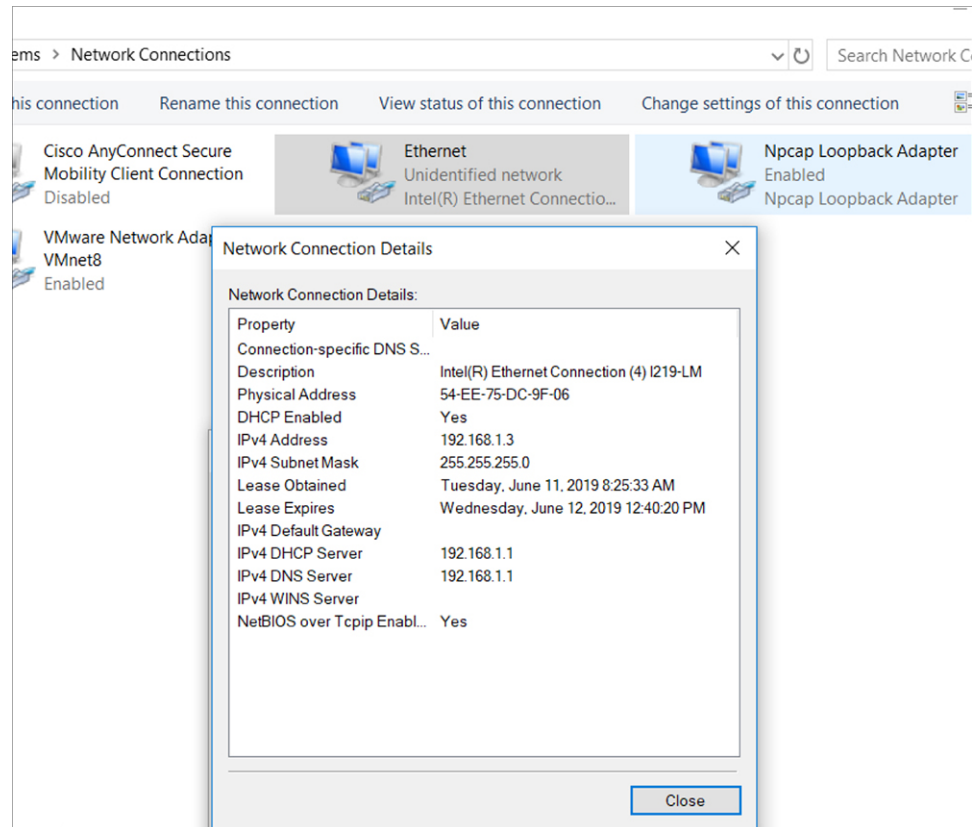 ems > Network Connections
Search Network C
his connection Rename this connection View status of this connection Change settings of this connection
Cisco AnyConnect Secure
Mobility Client Connection
Disabled
Ethernet
Unidentified network
Intel(R) Ethernet Connectio...
Npcap Loopback Adapter
Enabled
Npcap Loopback Adapter
VMware Network Adap
VMnet8
Enabled
Network Connection Details
Network Connection Details:
Property Value
Connection-specific DNS S...
Description Intel(R) Ethernet Connection (4) I219-LM
Physical Address 54-EE-75-DC-9F-06
DHCP Enabled Yes
IPv4 Address 192.168.1.3
IPv4 Subnet Mask 255.255.255.0
Lease Obtained Tuesday, June 11, 2019 8:25:33 AM
Lease Expires Wednesday, June 12, 2019 12:40:20 PM
IPv4 Default Gateway
IPv4 DHCP Server 192.168.1.1
IPv4 DNS Server 192.168.1.1
IPv4 WINS Server
NetBIOS over Tcpip Enabl... Yes
Close